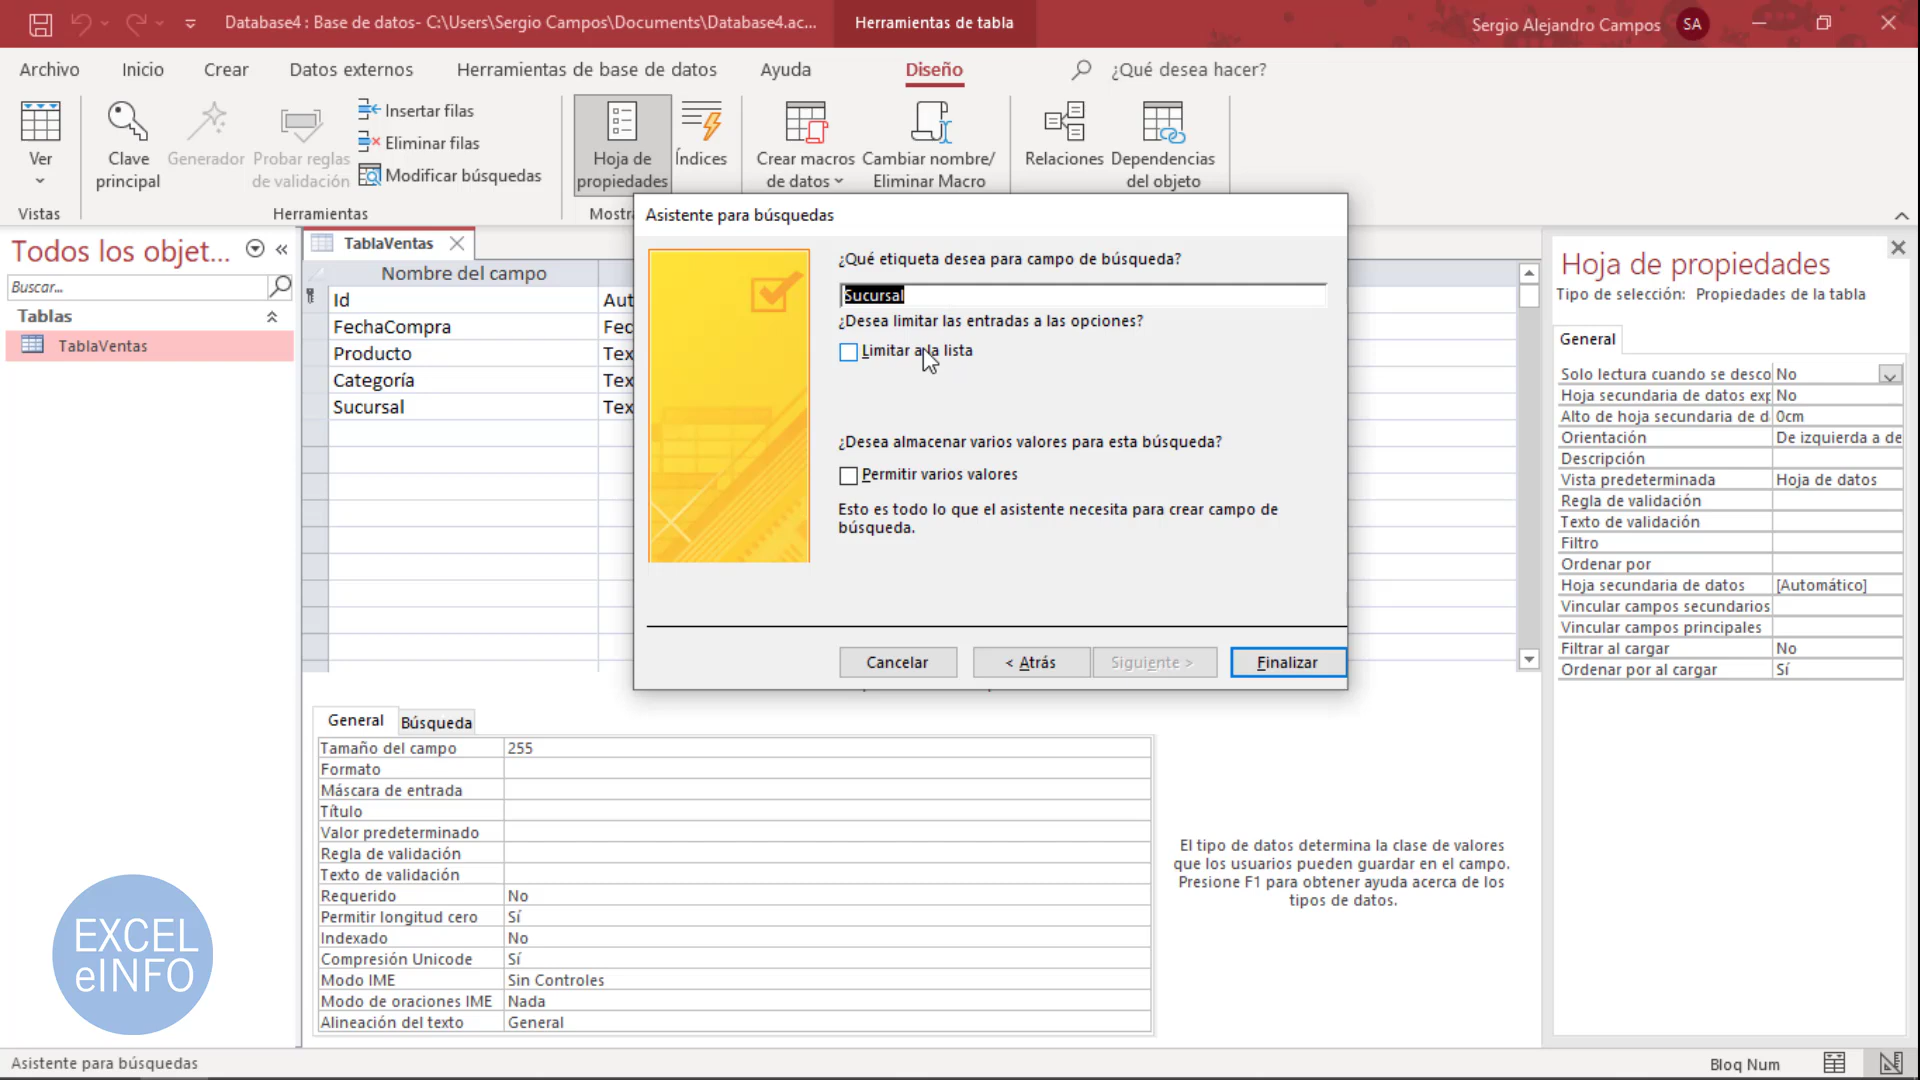 Database4 : Base de datos- C:\Users\Sergio Campos\Documents\Database4.ac...
Herramientas de tabla
Sergio Alejandro Campos
SA
Archivo
Inicio
Crear
Datos externos
Herramientas de base de datos
Ayuda
Diseño
¿Qué desea hacer?
Ver
Clave
principal
Generador
Probar reglas
de validación
Insertar filas
Eliminar filas
Modificar búsquedas
Hoja de
propiedades
Índices
Crear macros
de datos
Cambiar nombre/
Eliminar Macro
Relaciones
Dependencias
del objeto
Vistas
Herramientas
Todos los objet...
Buscar...
Tablas
TablaVentas
TablaVentas
Nombre del campo
Id
FechaCompra
Producto
Categoría
Sucursal
Asistente para búsquedas
¿Qué etiqueta desea para campo de búsqueda?
Sucursal
¿Desea limitar las entradas a las opciones?
Limitar a la lista
¿Desea almacenar varios valores para esta búsqueda?
Permitir varios valores
Esto es todo lo que el asistente necesita para crear campo de
búsqueda.
Cancelar
< Atrás
Siguiente >
Finalizar
General
Búsqueda
Tamaño del campo 255
Formato
Máscara de entrada
Título
Valor predeterminado
Regla de validación
Texto de validación
Requerido No
Permitir longitud cero Sí
Indexado No
Compresión Unicode Sí
Modo IME Sin Controles
Modo de oraciones IME Nada
Alineación del texto General
El tipo de datos determina la clase de valores
que los usuarios pueden guardar en el campo.
Presione F1 para obtener ayuda acerca de los
tipos de datos.
Hoja de propiedades
Tipo de selección: Propiedades de la tabla
General
Solo lectura cuando se desco No
Hoja secundaria de datos exp No
Alto de hoja secundaria de d 0cm
Orientación De izquierda a de
Descripción
Vista predeterminada Hoja de datos
Regla de validación
Texto de validación
Filtro
Ordenar por
Hoja secundaria de datos [Automático]
Vincular campos secundarios
Vincular campos principales
Filtrar al cargar No
Ordenar por al cargar Sí
EXCEL
eINFO
Asistente para búsquedas
Bloq Num